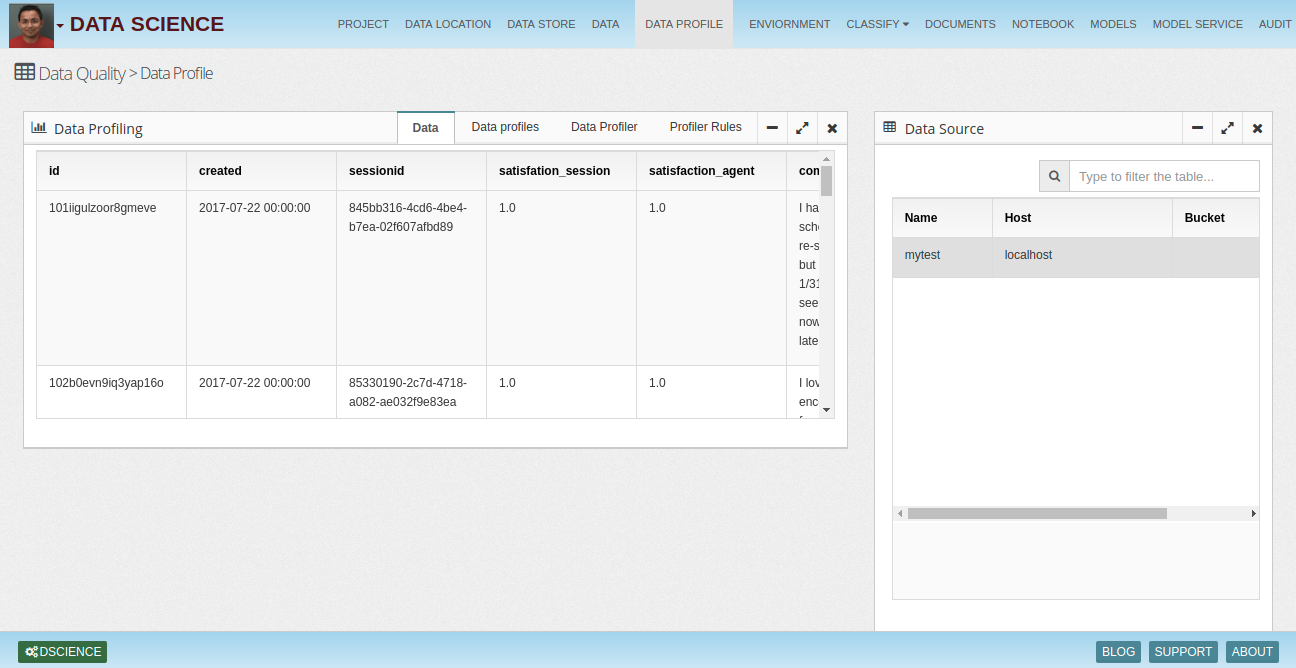 DATA SCIENCE
PROJECT DATA LOCATION DATA STORE DATA DATA PROFILE ENVIORNMENT CLASSIFY DOCUMENTS NOTEBOOK MODELS MODEL SERVICE AUDIT
Data Quality > Data Profile
Data Profiling
Data Data profiles Data Profiler Profiler Rules
id created sessionid satisfation_session satisfaction_agent con
101iigulzoor8gmeve 2017-07-22 00:00:00 845bb316-4cd6-4be4- 1.0 1.0 I ha
b7ea-02f607afbd89 sche
re-s
but
1/31
see
now
late
102b0evn9iq3yap16o 2017-07-22 00:00:00 85330190-2c7d-4718- 1.0 1.0 I lov
a082-ae032f9e83ea enc
Data Source
Type to filter the table...
Name Host Bucket
mytest localhost
DSCIENCE
BLOG SUPPORT ABOUT